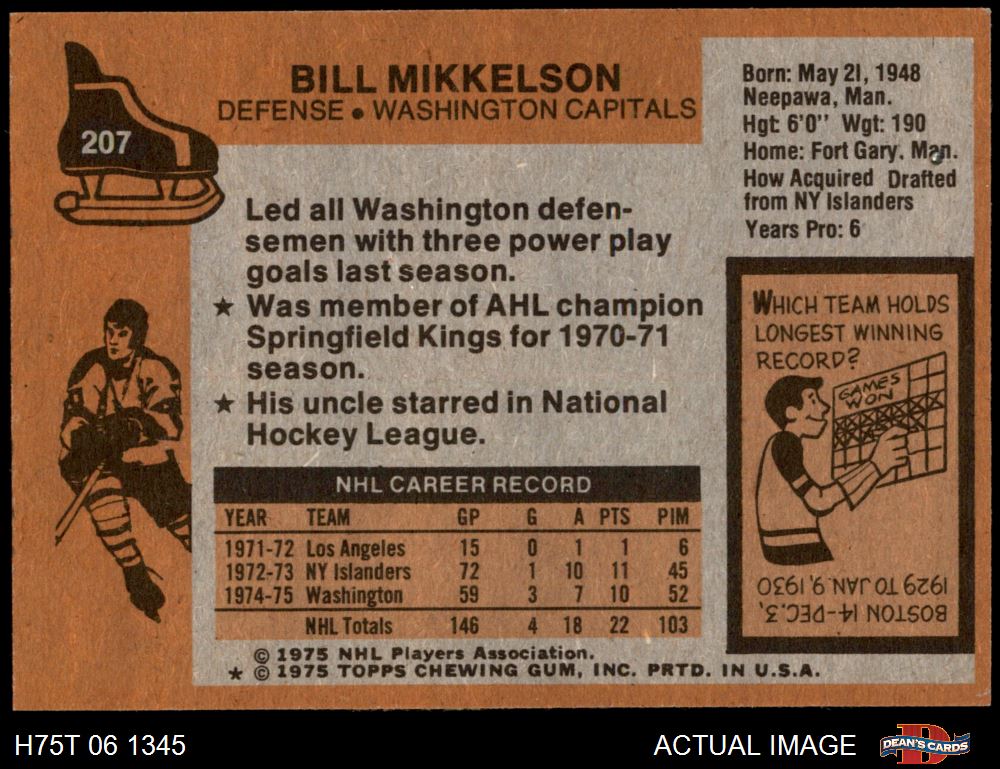 BILL MIKKELSON
DEFENSE • WASHINGTON CAPITALS
207
Born: May 21, 1948
Neepawa, Man.
Hgt: 6'0" Wgt: 190
Home: Fort Gary. Man.
How Acquired Drafted
from NY Islanders
Years Pro: 6
Led all Washington defen-
semen with three power play
goals last season.
★ Was member of AHL champion
Springfield Kings for 1970-71
season.
★ His uncle starred in National
Hockey League.
WHICH TEAM HOLDS
LONGEST WINNING
RECORD?
GAMES
WON
BOSTON 14-DEC.3,
1929 TO JAN.9, 1930
NHL CAREER RECORD
YEAR TEAM GP G A PTS PIM
1971-72 Los Angeles 15 0 1 1 6
1972-73 NY Islanders 72 1 10 11 45
1974-75 Washington 59 3 7 10 52
NHL Totals 146 4 18 22 103
© 1975 NHL Players Association.
★ © 1975 TOPPS CHEWING GUM, INC. PRTD. IN U.S.A.
H75T 06 1345
ACTUAL IMAGE
DEAN'S CARDS